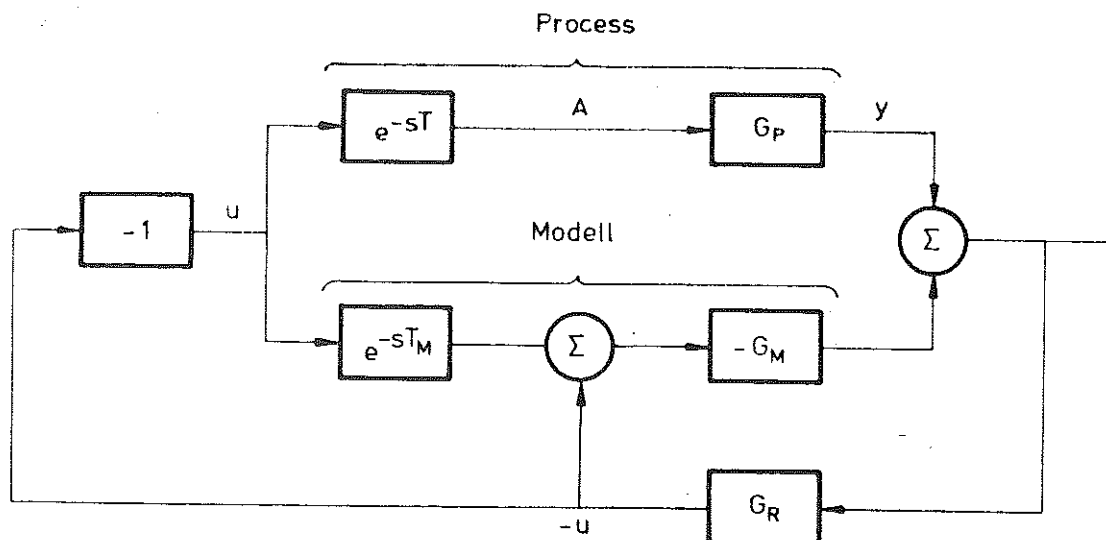 Process
e^-sT
A
G_P
y
-1
u
Modell
Σ
e^-sT_M
Σ
-G_M
-u
G_R